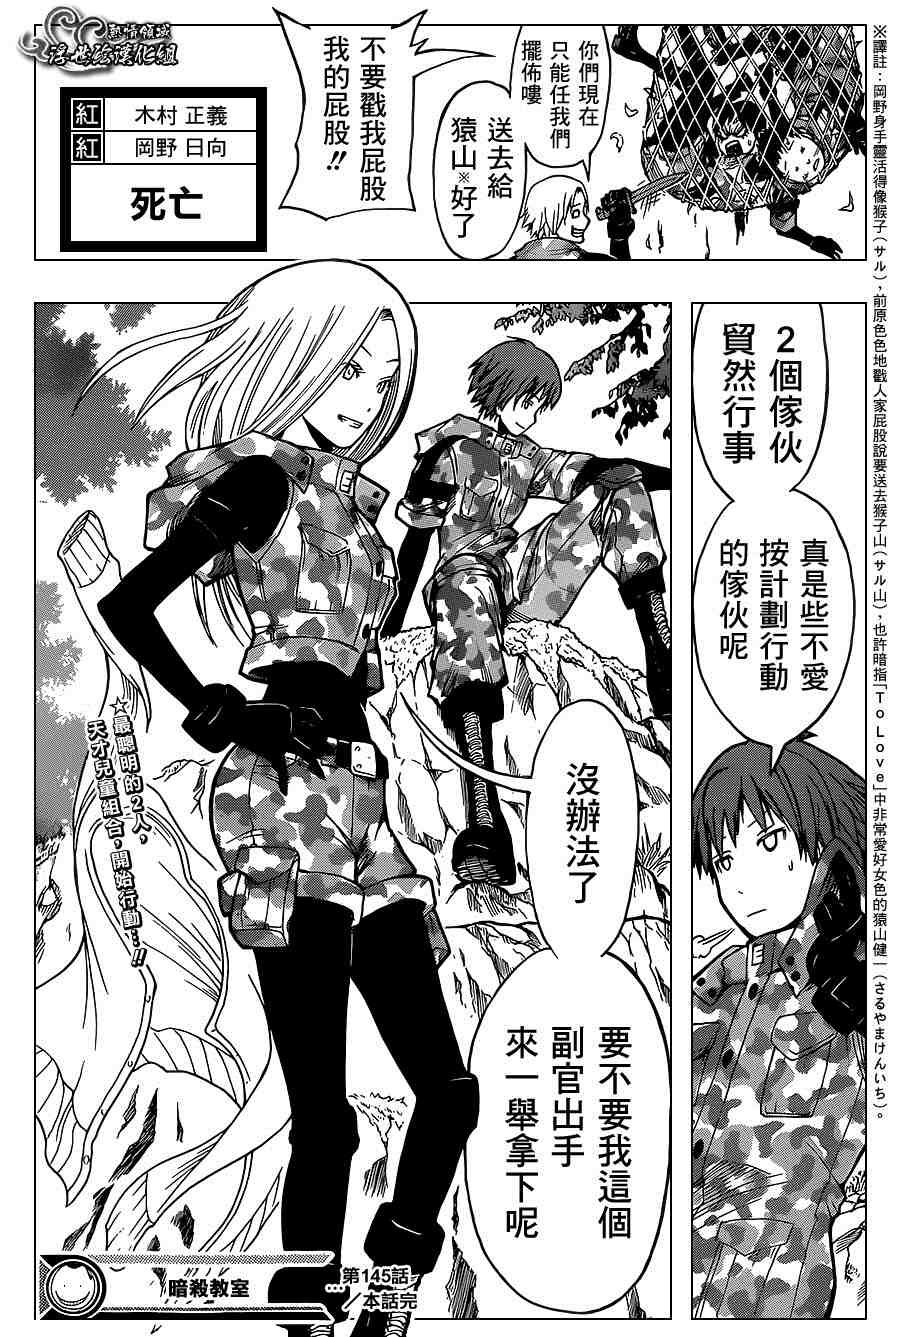 你們現在
只能任我們
擺佈嘍
送去給
猿山※好了
不要戳我屁股
我的屁股!!
紅 木村 正義
紅 岡野 日向
死亡
熱情領域
※譯註：岡野身手靈活得像猴子（サル），前原色色地戳人家屁股說要送去猴子山（サル山），也許暗指「ToLove」中非常愛好女色的猿山健一（さるやまけんいち）。
2個傢伙
貿然行事
真是些不愛
按計劃行動
的傢伙呢
沒辦法了
要不要我這個
副官出手
來一舉拿下呢
☆最聰明的2人，
天才兒童組合，開始行動…!!
暗殺教室
…第145話
／本話完